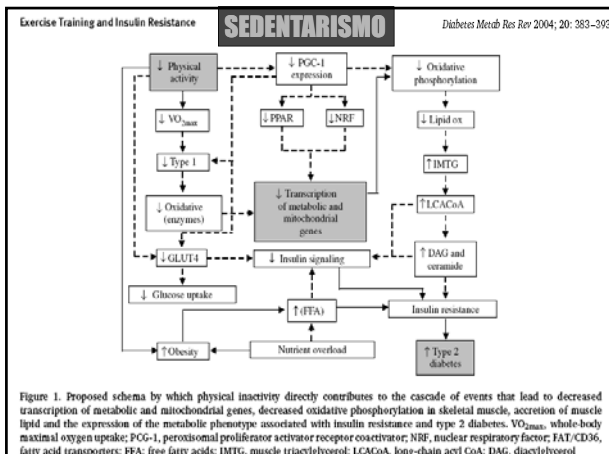 Exercise Training and Insulin Resistance
SEDENTARISMO
Diabetes Metab Res Rev 2004; 20: 383–393
↓ Physical
activity
↓ PGC-1
expression
↓ Oxidative
phosphorylation
↓ VO2max
↓PPAR
↓NRF
↓ Lipid ox
↓ Type 1
↑IMTG
↓ Oxidative
(enzymes)
↓ Transcription
of metabolic and
mitochondrial
genes
↑LCACoA
↓GLUT4
↓ Insulin signaling
↑ DAG and
ceramide
↓ Glucose uptake
↑(FFA)
Insulin resistance
↑Obesity
Nutrient overload
↑ Type 2
diabetes
Figure 1. Proposed schema by which physical inactivity directly contributes to the cascade of events that lead to decreased
transcription of metabolic and mitochondrial genes, decreased oxidative phosphorylation in skeletal muscle, accretion of muscle
lipid and the expression of the metabolic phenotype associated with insulin resistance and type 2 diabetes. VO2max, whole-body
maximal oxygen uptake; PGC-1, peroxisomal proliferator activator receptor coactivator; NRF, nuclear respiratory factor; FAT/CD36,
fatty acid transporters; FFA; free fatty acids; IMTG, muscle triacylglycerol; LCACoA, long-chain acyl CoA; DAG, diacylglycerol